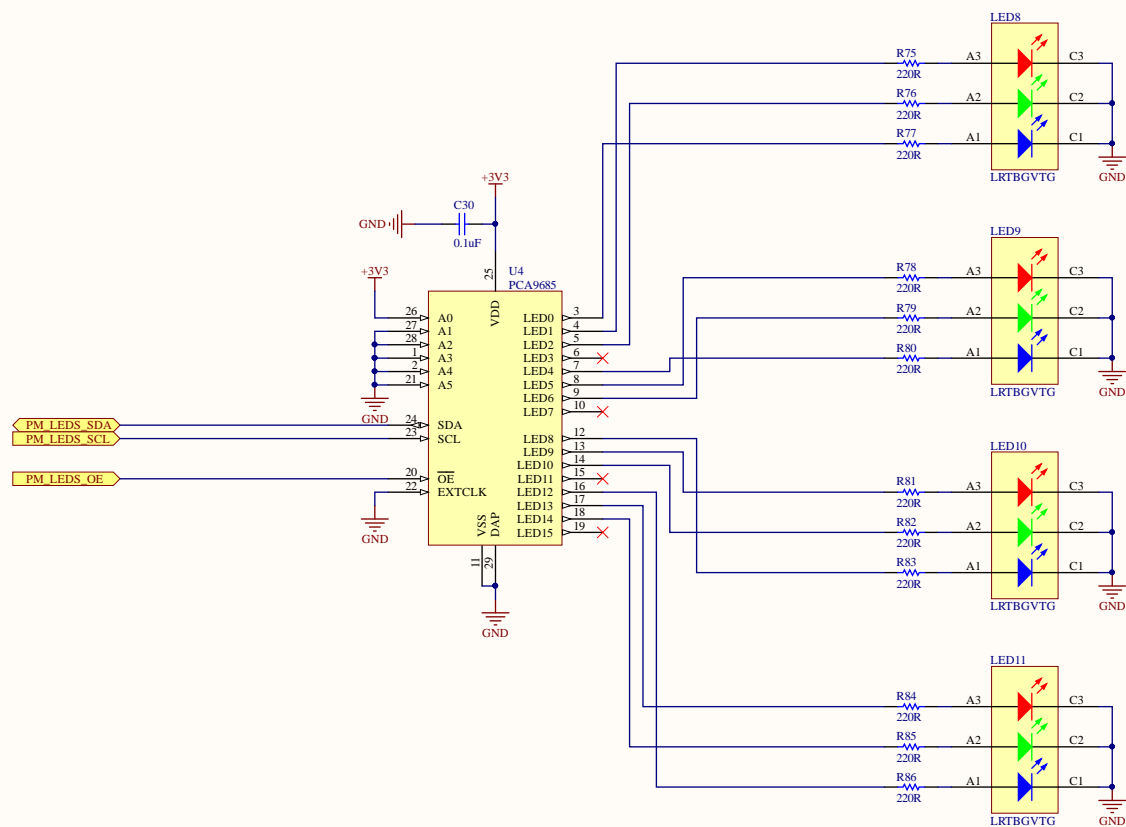 LED8
R75
220R
A3
C3
R76
220R
A2
C2
R77
220R
A1
C1
LRTBGVTG
GND
+3V3
C30
GND
0.1uF
LED9
R78
220R
A3
C3
R79
220R
A2
C2
R80
220R
A1
C1
LRTBGVTG
GND
+3V3
25
U4
PCA9685
VDD
26
A0
27
A1
28
A2
1
A3
2
A4
21
A5
GND
PM_LEDS_SDA
24
SDA
PM_LEDS_SCL
23
SCL
PM_LEDS_OE
20
OE
22
EXTCLK
GND
LED0
3
LED1
4
LED2
5
LED3
6
LED4
7
LED5
8
LED6
9
LED7
10
LED8
12
LED9
13
LED10
14
LED11
15
LED12
16
LED13
17
LED14
18
LED15
19
VSS
DAP
11
29
GND
LED10
R81
220R
A3
C3
R82
220R
A2
C2
R83
220R
A1
C1
LRTBGVTG
GND
LED11
R84
220R
A3
C3
R85
220R
A2
C2
R86
220R
A1
C1
LRTBGVTG
GND